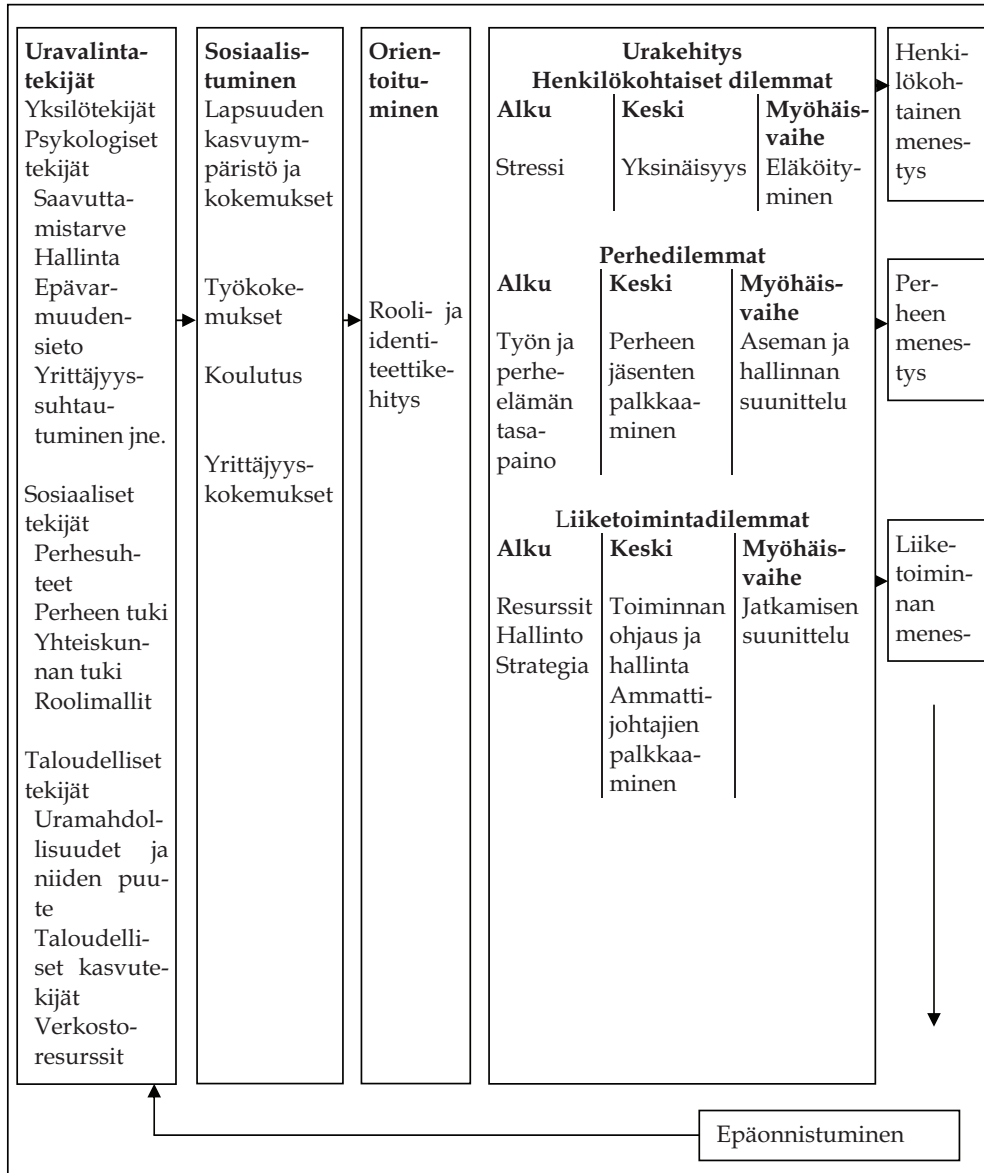 Uravalinta-
tekijät
Yksilötekijät
Psykologiset
tekijät
Saavutta-
mistarve
Hallinta
Epävar-
muuden-
sieto
Yrittäjyys-
suhtau-
tuminen jne.
Sosiaaliset
tekijät
Perhesuh-
teet
Perheen tuki
Yhteiskun-
nan tuki
Roolimallit
Taloudelliset
tekijät
Uramahdol-
lisuudet ja
niiden puu-
te
Taloudelli-
set kasvute-
kijät
Verkosto-
resurssit
Sosiaalis-
tuminen
Lapsuuden
kasvuym-
päristö ja
kokemukset
Työkoke-
mukset
Koulutus
Yrittäjyys-
kokemukset
Orien-
toitu-
minen
Rooli- ja
identi-
teettike-
hitys
Urakehitys
Henkilökohtaiset dilemmat
Alku
Stressi
Keski
Yksinäisyys
Myöhäis-
vaihe
Eläköity-
minen
Perhedilemmat
Alku
Työn ja
perhe-
elämän
tasa-
paino
Keski
Perheen
jäsenten
palkkaa-
minen
Myöhäis-
vaihe
Aseman ja
hallinnan
suunittelu
Liiketoimintadilemmat
Alku
Resurssit
Hallinto
Strategia
Keski
Toiminnan
ohjaus ja
hallinta
Ammatti-
johtajien
palkkaa-
minen
Myöhäis-
vaihe
Jatkamisen
suunittelu
Henki-
lökoh-
tainen
menes-
tys
Per-
heen
menes-
tys
Liike-
toimin-
nan
menes-
Epäonnistuminen